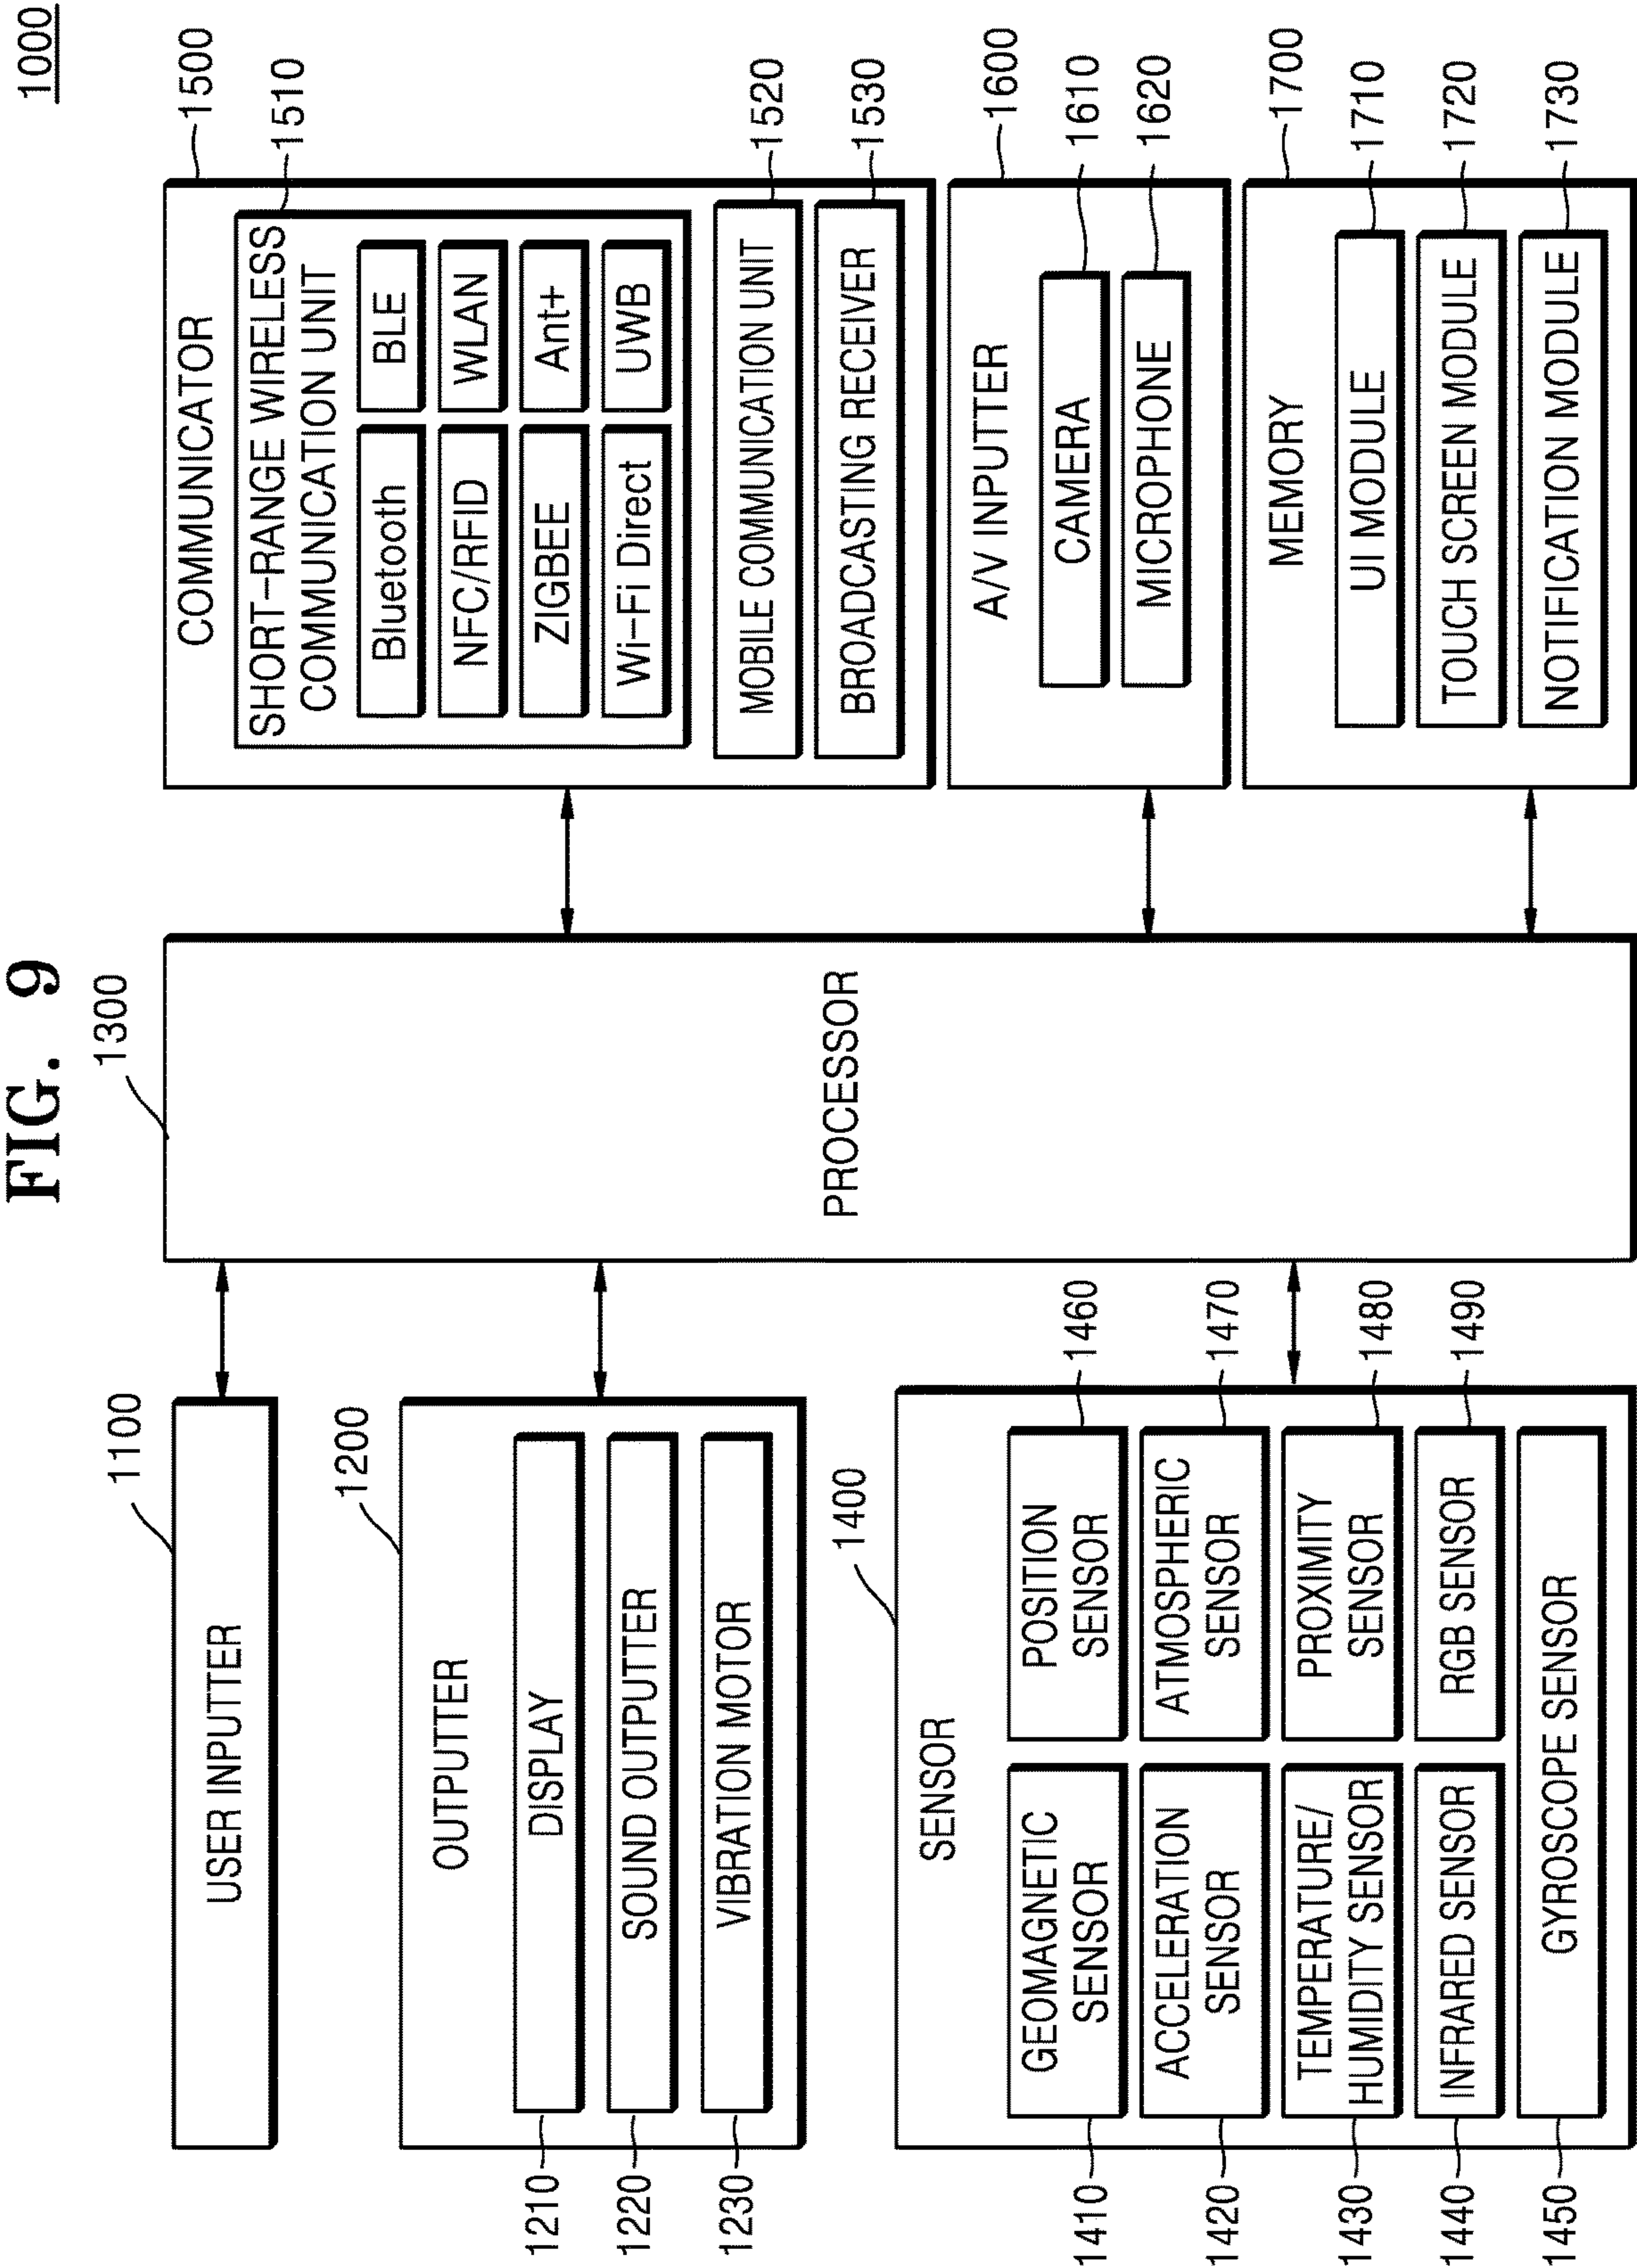 FIG. 9
1000
1100
USER INPUTTER
1200
OUTPUTTER
1210
DISPLAY
1220
SOUND OUTPUTTER
1230
VIBRATION MOTOR
1400
SENSOR
1410
GEOMAGNETIC
SENSOR
1460
POSITION
SENSOR
1420
ACCELERATION
SENSOR
1470
ATMOSPHERIC
SENSOR
1430
TEMPERATURE/
HUMIDITY SENSOR
1480
PROXIMITY
SENSOR
1440
INFRARED SENSOR
1490
RGB SENSOR
1450
GYROSCOPE SENSOR
1300
PROCESSOR
1500
COMMUNICATOR
1510
SHORT-RANGE WIRELESS
COMMUNICATION UNIT
Bluetooth
BLE
NFC/RFID
WLAN
ZIGBEE
Ant+
Wi-Fi Direct
UWB
1520
MOBILE COMMUNICATION UNIT
1530
BROADCASTING RECEIVER
1600
A/V INPUTTER
1610
CAMERA
1620
MICROPHONE
1700
MEMORY
1710
UI MODULE
1720
TOUCH SCREEN MODULE
1730
NOTIFICATION MODULE